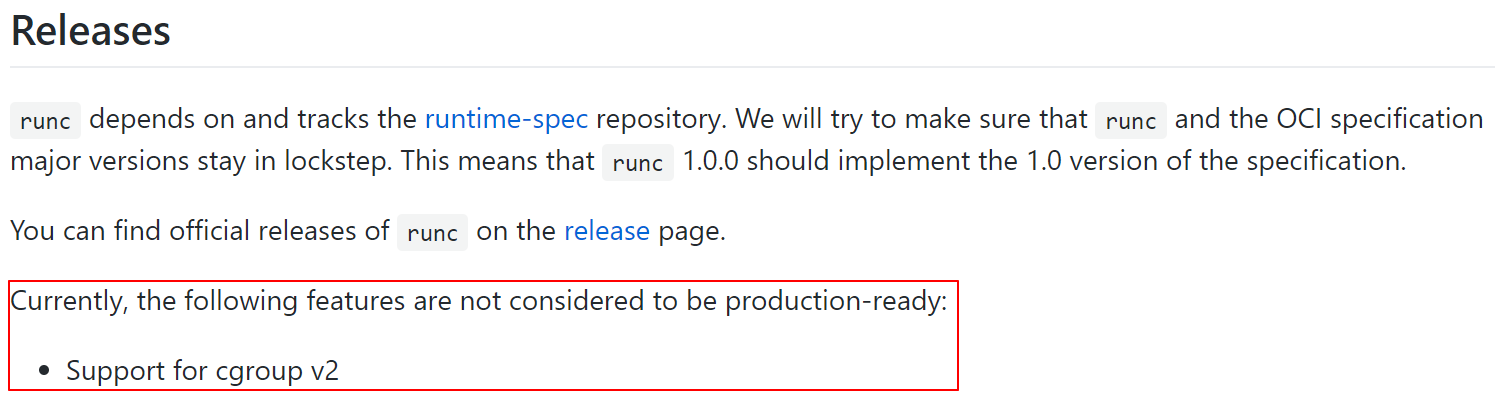 Releases
runc depends on and tracks the runtime-spec repository. We will try to make sure that runc and the OCI specification
major versions stay in lockstep. This means that runc 1.0.0 should implement the 1.0 version of the specification.
You can find official releases of runc on the release page.
Currently, the following features are not considered to be production-ready:
• Support for cgroup v2